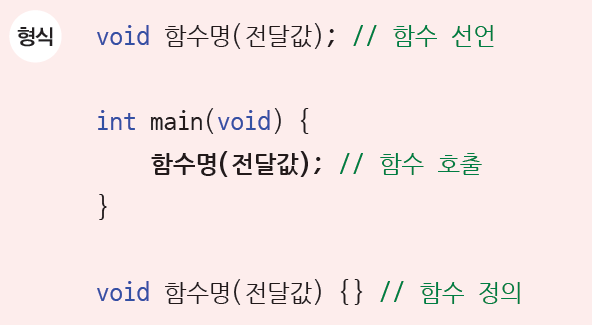 형식
void 함수명(전달값); // 함수 선언
int main(void) {
함수명(전달값); // 함수 호출
}
void 함수명(전달값) {} // 함수 정의